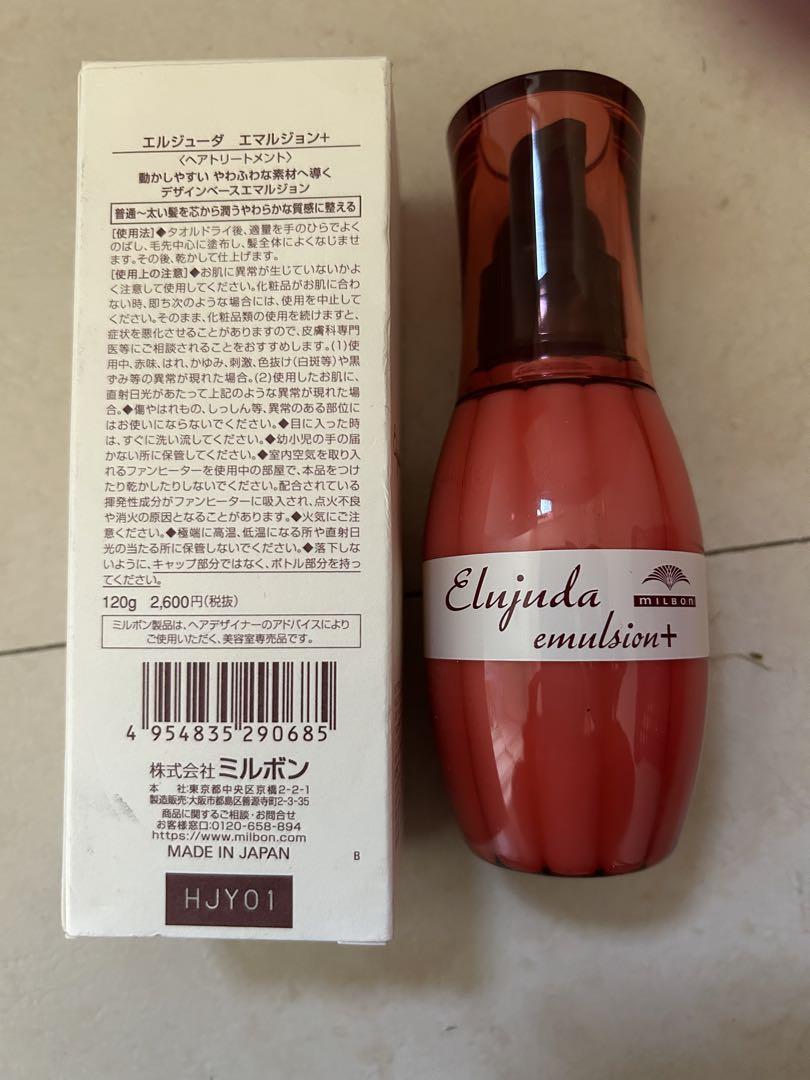 エルジューダ エマルジョン+
〈ヘアトリートメント〉
動かしやすい やわふわな素材へ導く
デザインベースエマルジョン
普通~太い髪を芯から潤うやわらかな質感に整える
[使用法]◆タオルドライ後、適量を手のひらでよく
のばし、毛先中心に塗布し、髪全体によくなじませ
ます。その後、乾かして仕上げます。
[使用上の注意]◆お肌に異常が生じていないかよ
く注意して使用してください。化粧品がお肌に合わ
ない時、即ち次のような場合には、使用を中止して
ください。そのまま、化粧品類の使用を続けますと、
症状を悪化させることがありますので、皮膚科専門
医等にご相談されることをおすすめします。(1)使
用中、赤味、はれ、かゆみ、刺激、色抜け(白斑等)や黒
ずみ等の異常が現れた場合。(2)使用したお肌に、
直射日光があたって上記のような異常が現れた場
合。◆傷やはれもの、しっしん等、異常のある部位に
はお使いにならないでください。◆目に入った時
は、すぐに洗い流してください。◆幼小児の手の届
かない所に保管してください。◆室内空気を取り入
れるファンヒーターを使用中の部屋で、本品をつけ
たり乾かしたりしないでください。配合されている
揮発性成分がファンヒーターに吸入され、点火不良
や消火の原因となることがあります。◆火気にご注
意ください。◆極端に高温、低温になる所や直射日
光の当たる所に保管しないでください。◆落下しな
いように、キャップ部分ではなく、ボトル部分を持っ
てください。
120g 2,600円(税抜)
ミルボン製品は、ヘアデザイナーのアドバイスにより
ご使用いただく、美容室専売品です。
4 954835 290685
株式会社 ミルボン
本 社:東京都中央区京橋2-2-1
製造販売:大阪市都島区善源寺町2-3-35
商品に関するご相談・お問合せ
お客様窓口:0120-658-894
https://www.milbon.com
MADE IN JAPAN B
HJY01
Elujuda
MILBON
emulsion+